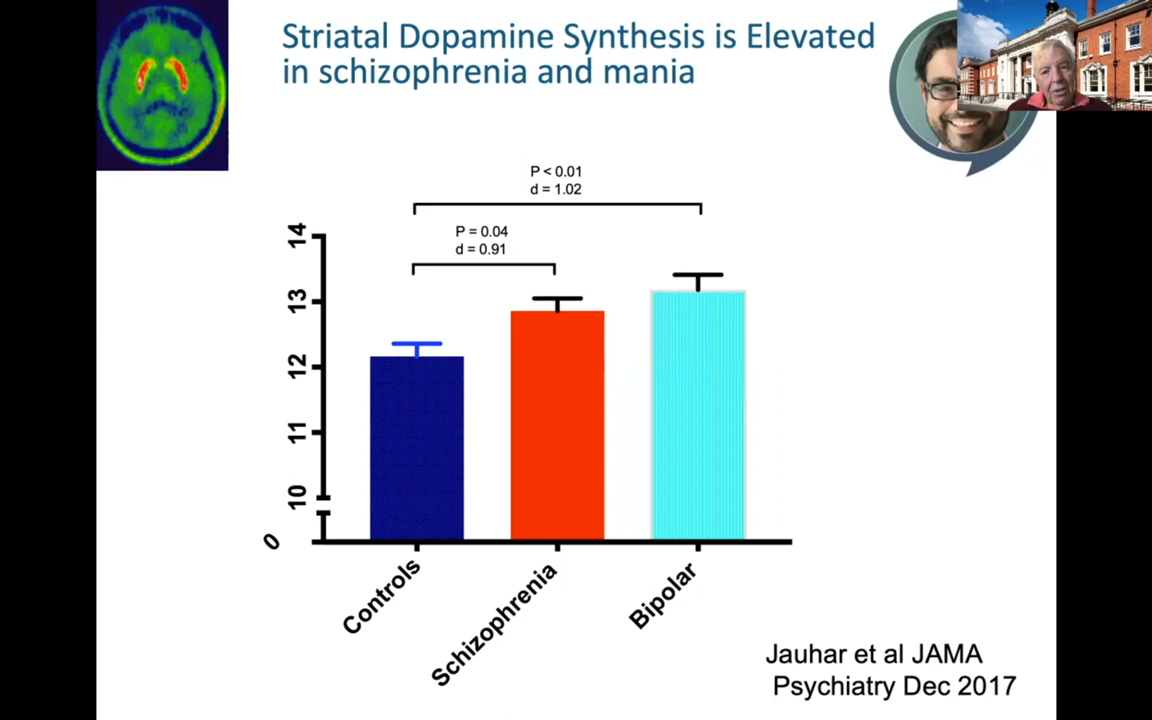 Striatal Dopamine Synthesis is Elevated
in schizophrenia and mania
P < 0.01
d = 1.02
P = 0.04
d = 0.91
14
13
12
11
10
0
Controls
Schizophrenia
Bipolar
Jauhar et al JAMA
Psychiatry Dec 2017